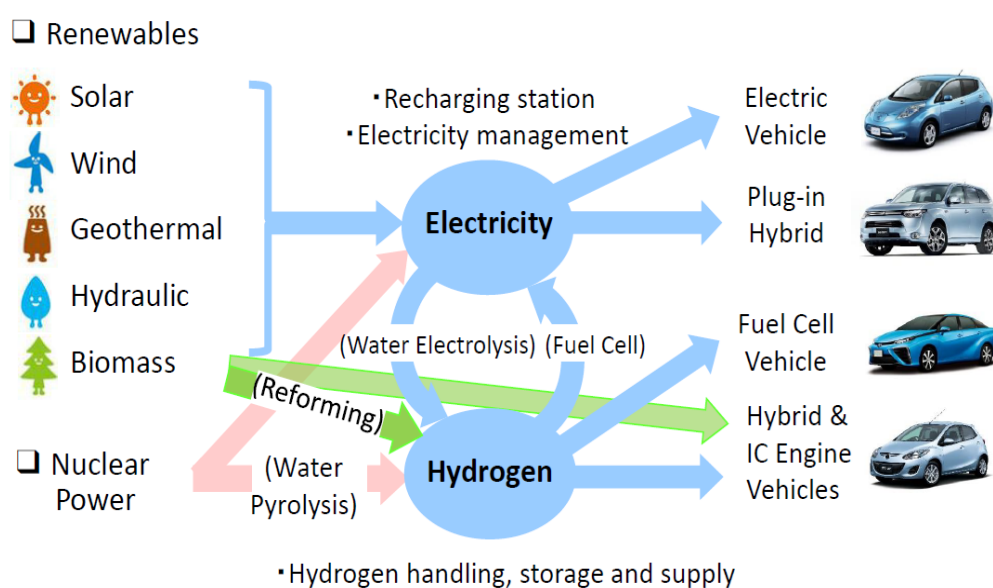 ❑ Renewables
Solar
Wind
Geothermal
Hydraulic
Biomass
❑ Nuclear
Power
・Recharging station
・Electricity management
Electricity
(Water Electrolysis) (Fuel Cell)
(Reforming)
(Water
Pyrolysis)
Hydrogen
・Hydrogen handling, storage and supply
Electric
Vehicle
Plug-in
Hybrid
Fuel Cell
Vehicle
Hybrid &
IC Engine
Vehicles